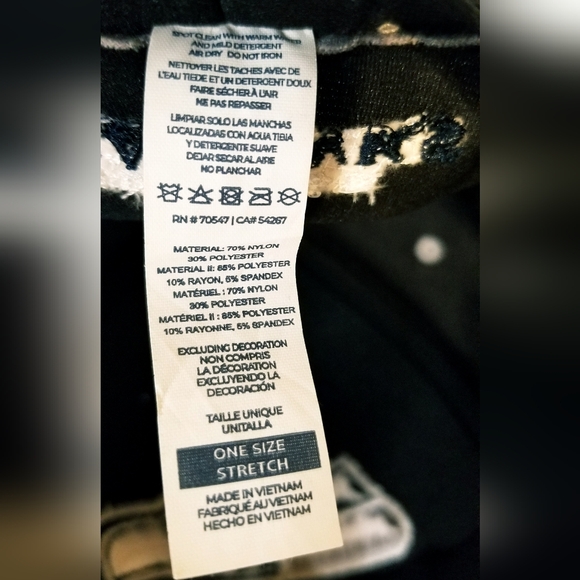 SPOT CLEAN WITH WARM WATER
AND MILD DETERGENT
AIR DRY DO NOT IRON
NETTOYER LES TACHES AVEC DE
L'EAU TIEDE ET UN DETERGENT DOUX
FAIRE SÉCHER À L'AIR
NE PAS REPASSER
LIMPIAR SOLO LAS MANCHAS
LOCALIZADAS CON AGUA TIBIA
Y DETERGENTE SUAVE
DEJAR SECAR AL AIRE
NO PLANCHAR
RN # 70547 | CA# 54267
MATERIAL: 70% NYLON
30% POLYESTER
MATERIAL II: 85% POLYESTER
10% RAYON, 5% SPANDEX
MATÉRIEL : 70% NYLON
30% POLYESTER
MATÉRIEL II : 85% POLYESTER
10% RAYONNE, 5% SPANDEX
EXCLUDING DECORATION
NON COMPRIS
LA DÉCORATION
EXCLUYENDO LA
DECORACIÓN
TAILLE UNIQUE
UNITALLA
ONE SIZE
STRETCH
MADE IN VIETNAM
FABRIQUÉ AU VIETNAM
HECHO EN VIETNAM